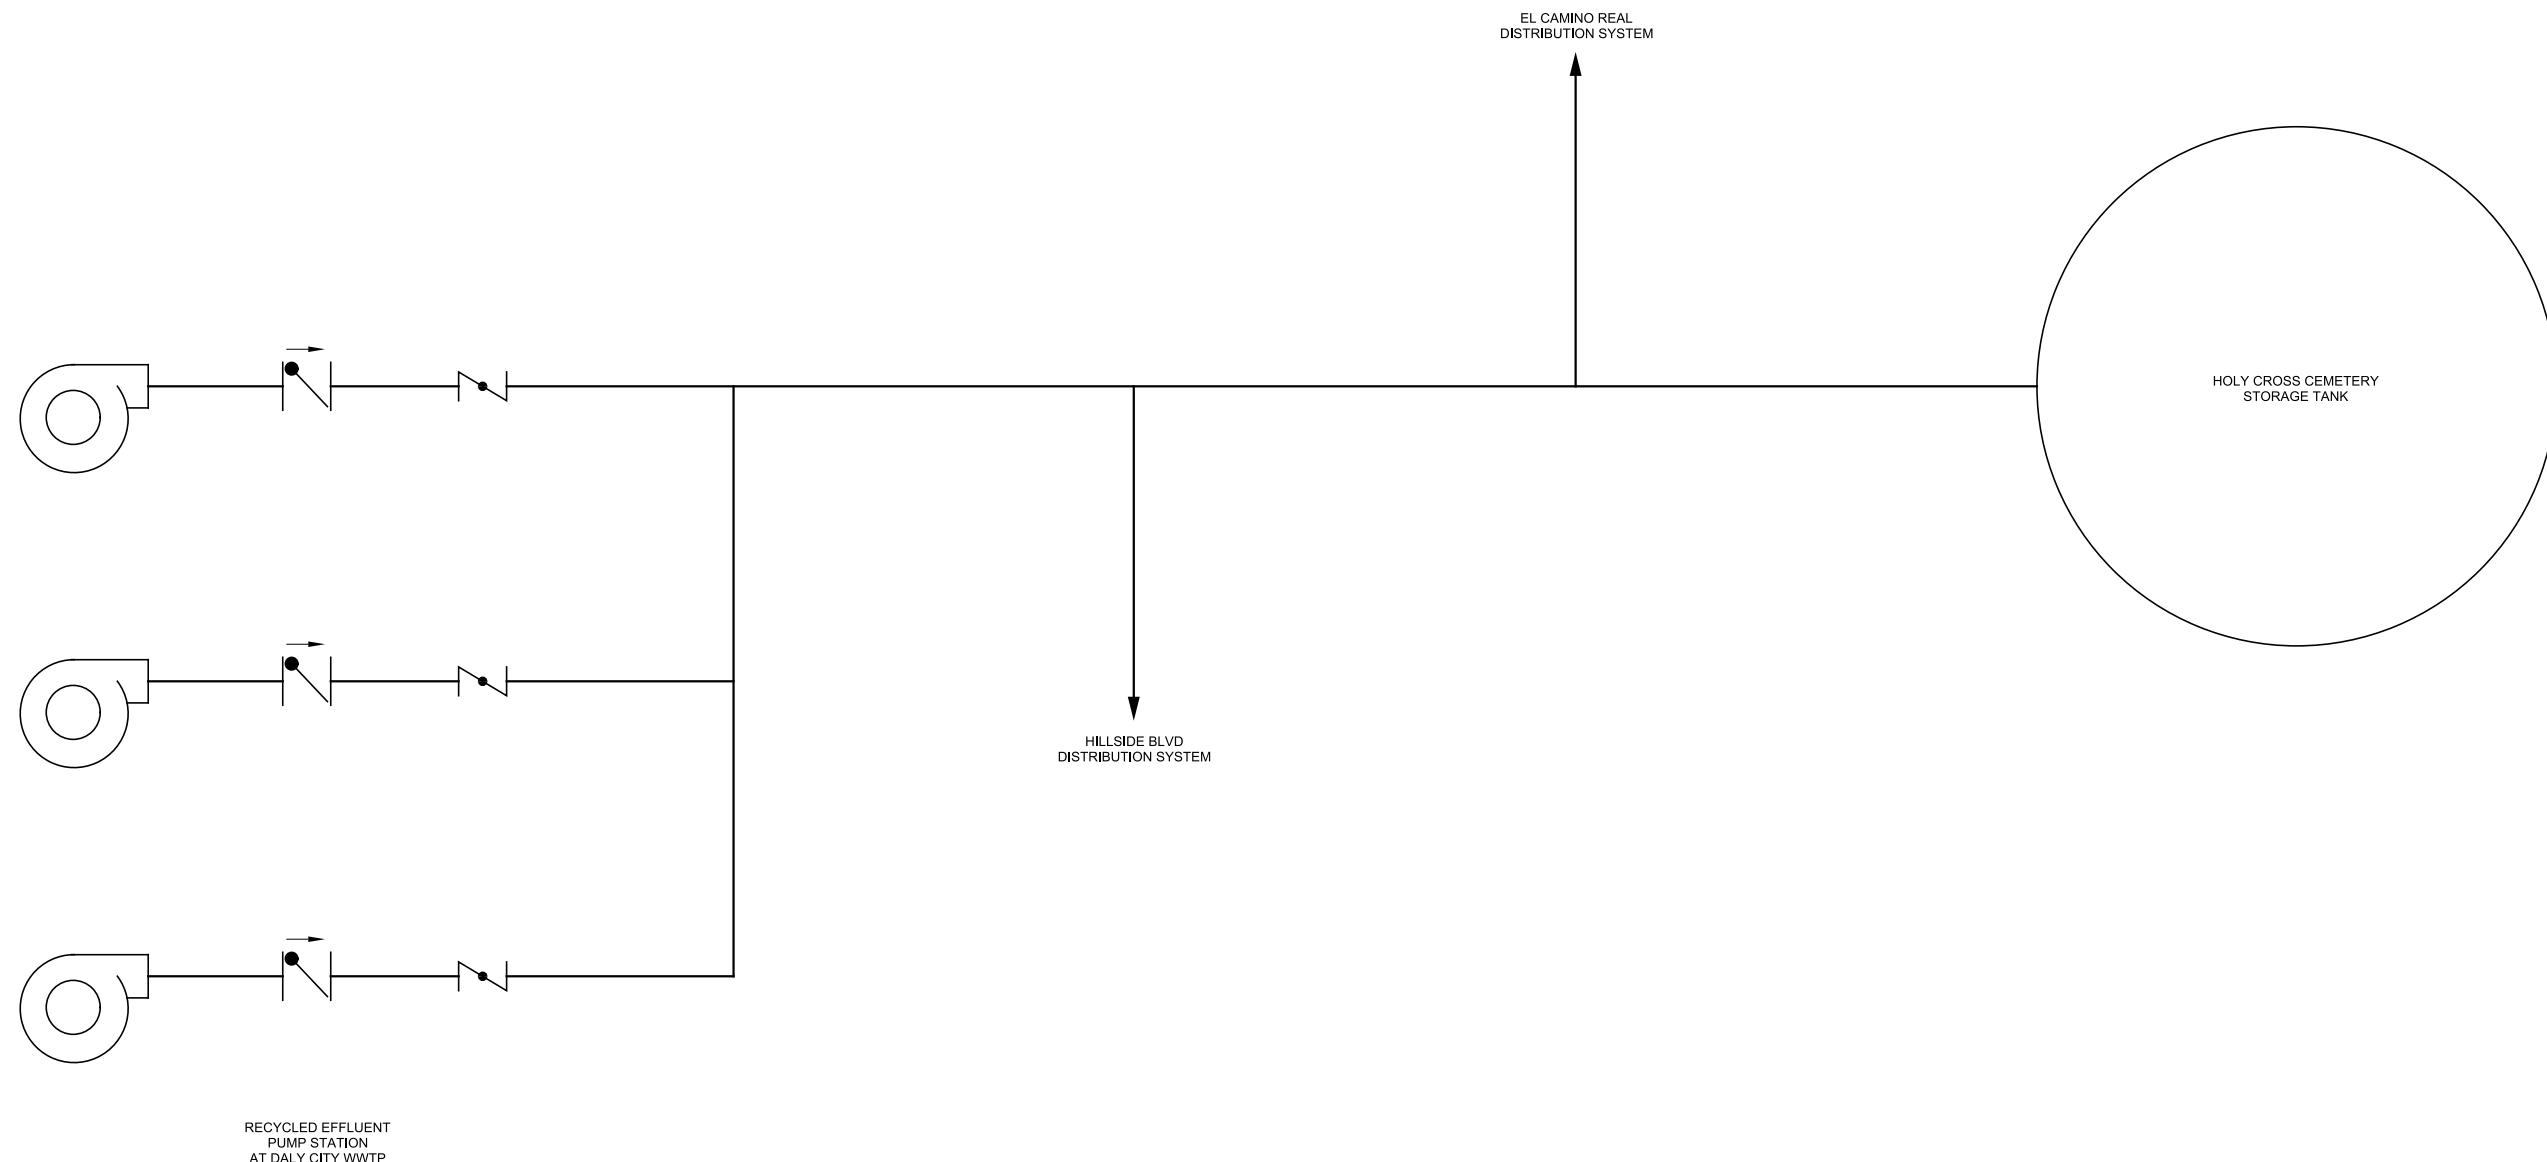 EL CAMINO REAL
DISTRIBUTION SYSTEM
HOLY CROSS CEMETERY
STORAGE TANK
HILLSIDE BLVD
DISTRIBUTION SYSTEM
RECYCLED EFFLUENT
PUMP STATION
AT DALY CITY WWTP